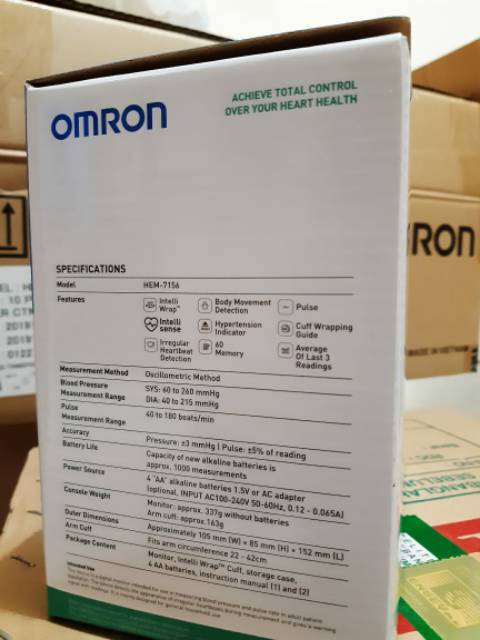 OMRON
ACHIEVE TOTAL CONTROL
OVER YOUR HEART HEALTH
SPECIFICATIONS
Model HEM-7156
Features
Intelli Wrap™
Body Movement Detection
Pulse
Intelli sense
Hypertension Indicator
Cuff Wrapping Guide
Irregular Heartbeat Detection
60 Memory
Average Of Last 3 Readings
Measurement Method Oscillometric Method
Blood Pressure Measurement Range
SYS: 60 to 260 mmHg
DIA: 40 to 215 mmHg
Pulse Measurement Range
40 to 180 beats/min
Accuracy Pressure: ±3 mmHg | Pulse: ±5% of reading
Battery Life Capacity of new alkaline batteries is
approx. 1000 measurements
Power Source 4 "AA" alkaline batteries 1.5V or AC adapter
(optional, INPUT AC100-240V 50-60Hz, 0.12 - 0.065A)
Console Weight Monitor: approx. 337g without batteries
Arm cuff: approx.163g
Outer Dimensions Approximately 105 mm (W) × 85 mm (H) × 152 mm (L)
Arm Cuff Fits arm circumference 22 - 42cm
Package Content Monitor, Intelli Wrap™ Cuff, storage case,
4 AA batteries, instruction manual (1) and (2)
Intended Use
RON
MADE IN VIETNAM
2019
2019
0122